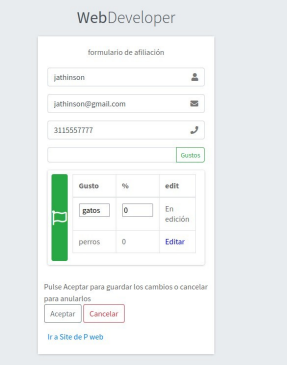 WebDeveloper
formulario de afiliación
jathinson
jathinson@gmail.com
3115557777
Gustos
Gusto % edit
gatos 0 En edición
perros 0 Editar
Pulse Aceptar para guardar los cambios o cancelar
para anularlos
Aceptar Cancelar
Ir a Site de P web